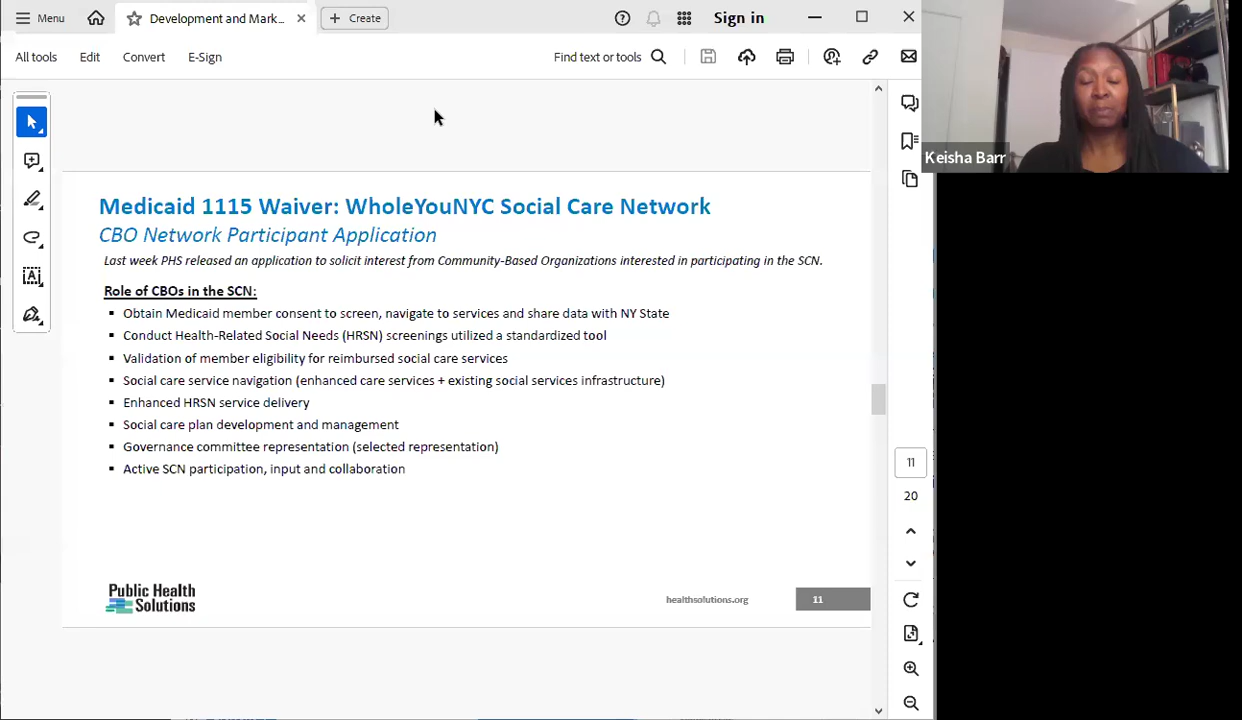 Menu
Development and Mark...
Create
Sign in
All tools
Edit
Convert
E-Sign
Find text or tools
Keisha Barr
Medicaid 1115 Waiver: WholeYouNYC Social Care Network
CBO Network Participant Application
Last week PHS released an application to solicit interest from Community-Based Organizations interested in participating in the SCN.
Role of CBOs in the SCN:
▪ Obtain Medicaid member consent to screen, navigate to services and share data with NY State
▪ Conduct Health-Related Social Needs (HRSN) screenings utilized a standardized tool
▪ Validation of member eligibility for reimbursed social care services
▪ Social care service navigation (enhanced care services + existing social services infrastructure)
▪ Enhanced HRSN service delivery
▪ Social care plan development and management
▪ Governance committee representation (selected representation)
▪ Active SCN participation, input and collaboration
11
20
Public Health
Solutions
healthsolutions.org
11